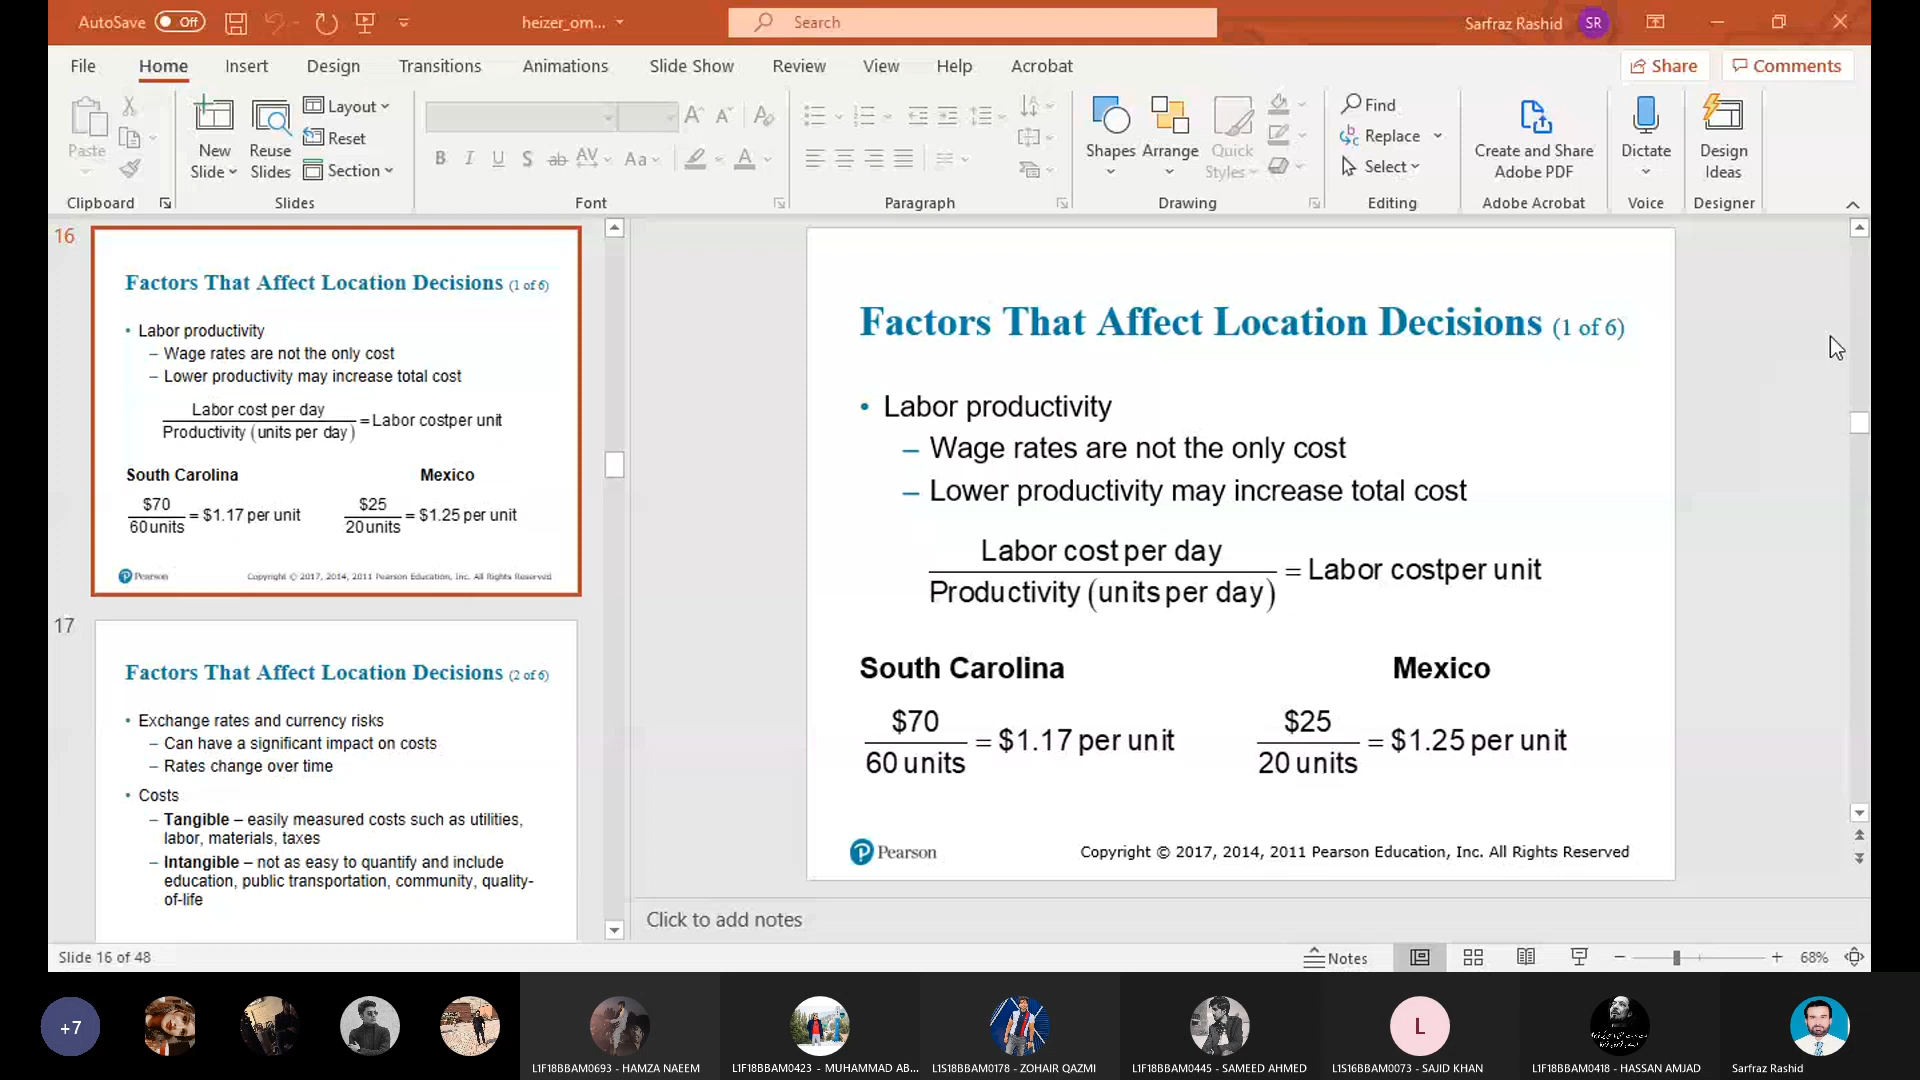 AutoSave Off heizer_om... Search Sarfraz Rashid SR
File Home Insert Design Transitions Animations Slide Show Review View Help Acrobat Share Comments
Paste
New Slide
Reuse Slides
Layout
Reset
Section
B I U S ab AV Aa A
Shapes
Arrange
Quick Styles
Find
Replace
Select
Create and Share Adobe PDF
Dictate
Design Ideas
Clipboard Slides Font Paragraph Drawing Editing Adobe Acrobat Voice Designer
16
Factors That Affect Location Decisions (1 of 6)
• Labor productivity
– Wage rates are not the only cost
– Lower productivity may increase total cost
Labor cost per day
Productivity (units per day)
= Labor costper unit
South Carolina Mexico
$70
60 units
= $1.17 per unit
$25
20 units
= $1.25 per unit
Pearson Copyright © 2017, 2014, 2011 Pearson Education, Inc. All Rights Reserved
17
Factors That Affect Location Decisions (2 of 6)
• Exchange rates and currency risks
– Can have a significant impact on costs
– Rates change over time
• Costs
– Tangible – easily measured costs such as utilities,
labor, materials, taxes
– Intangible – not as easy to quantify and include
education, public transportation, community, quality-
of-life
Factors That Affect Location Decisions (1 of 6)
• Labor productivity
– Wage rates are not the only cost
– Lower productivity may increase total cost
Labor cost per day
Productivity (units per day)
= Labor costper unit
South Carolina Mexico
$70
60 units
= $1.17 per unit
$25
20 units
= $1.25 per unit
Pearson Copyright © 2017, 2014, 2011 Pearson Education, Inc. All Rights Reserved
Click to add notes
Slide 16 of 48 Notes 68%
+7
L
L1F18BBAM0693 - HAMZA NAEEM
L1F18BBAM0423 - MUHAMMAD AB...
L1S18BBAM0178 - ZOHAIR QAZMI
L1F18BBAM0445 - SAMEED AHMED
L1S16BBAM0073 - SAJID KHAN
L1F18BBAM0418 - HASSAN AMJAD
Sarfraz Rashid